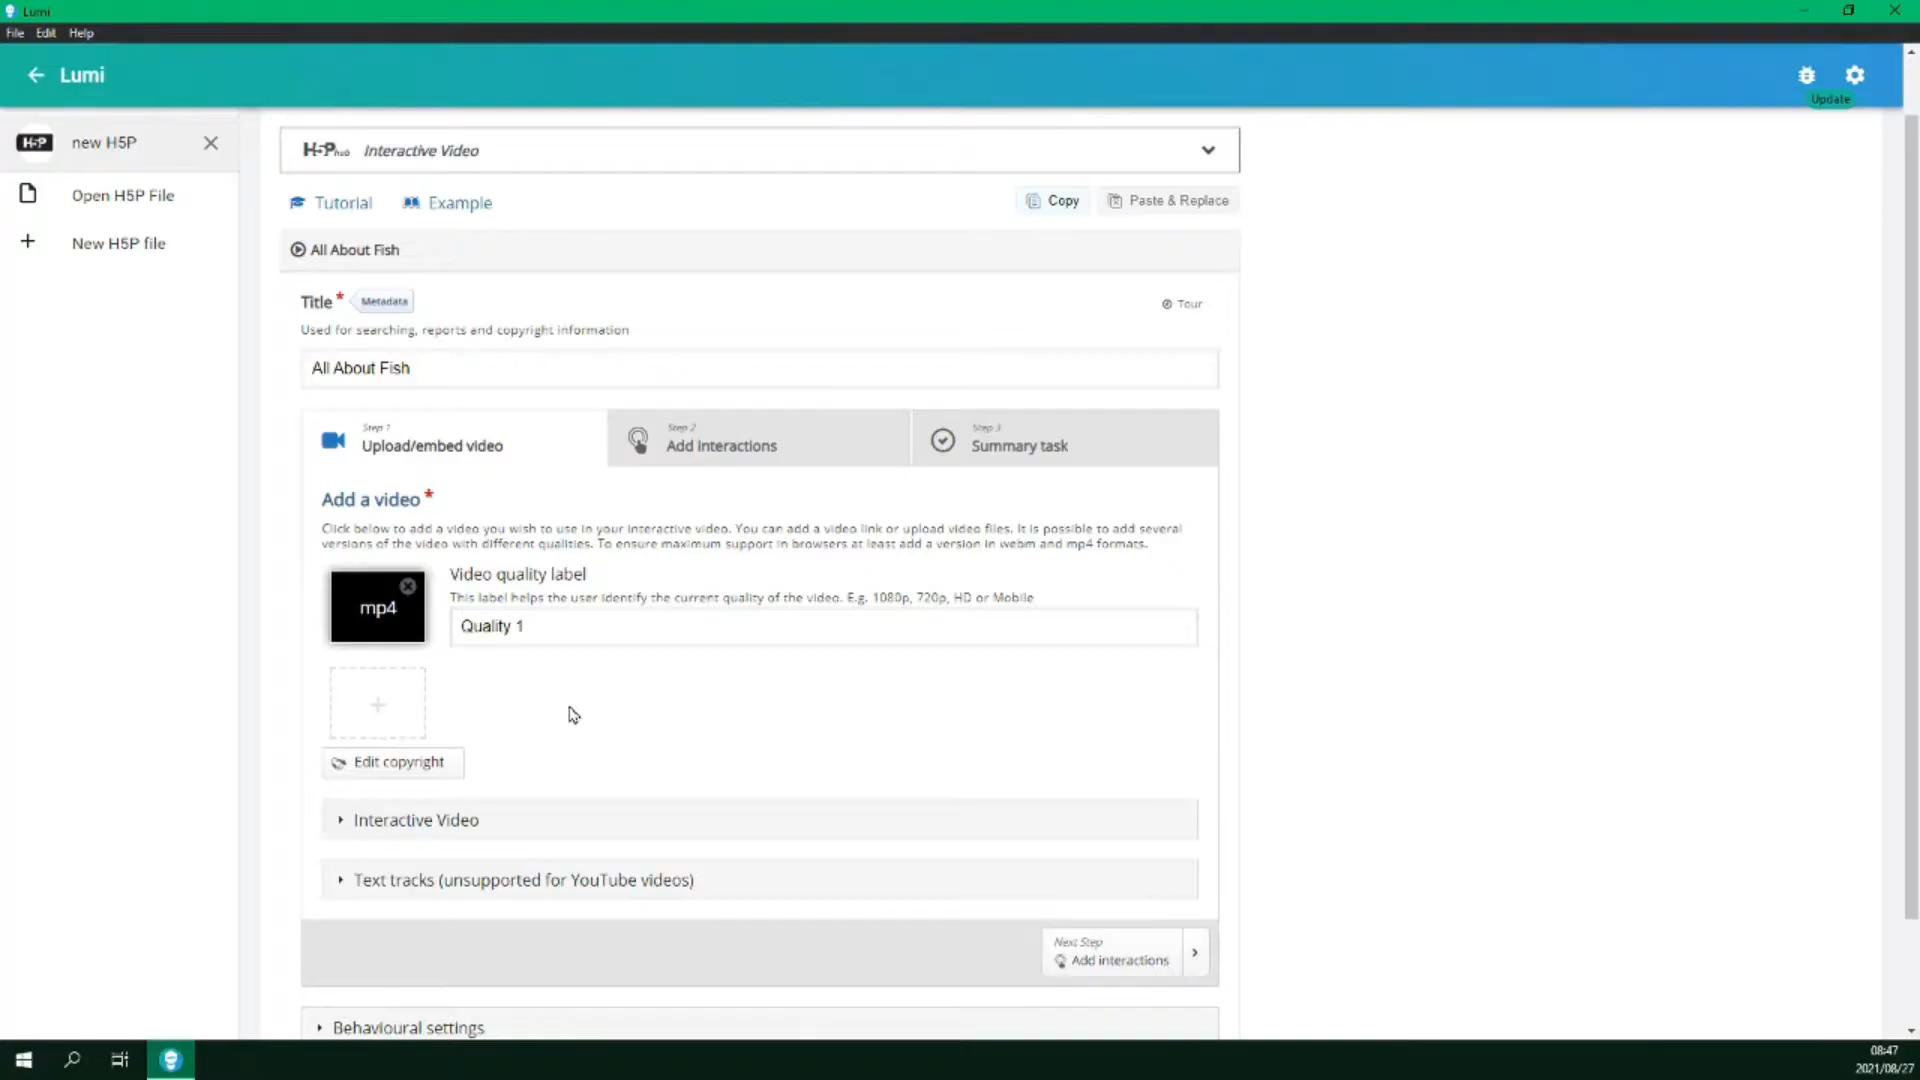 Lumi
File Edit Help
Lumi
Update
H5P new H5P
Open H5P File
New H5P file
H5Phub Interactive Video
Tutorial Example Copy Paste & Replace
All About Fish
Title * Metadata
Tour
Used for searching, reports and copyright information
All About Fish
Step 1
Upload/embed video
Step 2
Add interactions
Step 3
Summary task
Add a video *
Click below to add a video you wish to use in your interactive video. You can add a video link or upload video files. It is possible to add several
versions of the video with different qualities. To ensure maximum support in browsers at least add a version in webm and mp4 formats.
mp4
Video quality label
This label helps the user identify the current quality of the video. E.g. 1080p, 720p, HD or Mobile
Quality 1
Edit copyright
Interactive Video
Text tracks (unsupported for YouTube videos)
Next Step
Add interactions
Behavioural settings
08:47
2021/08/27